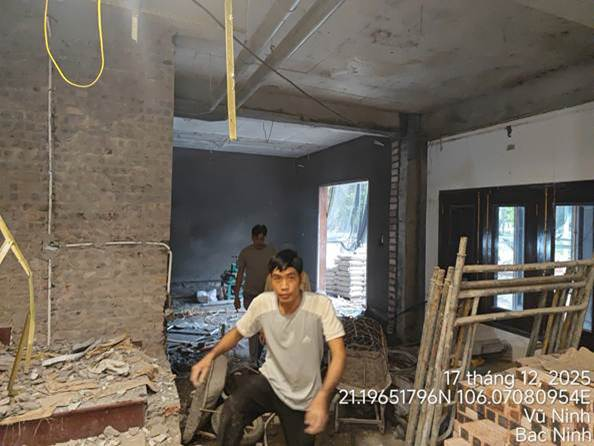 17 tháng 12, 2025
21.19651796N 106.07080954E
Vũ Ninh
Bắc Ninh